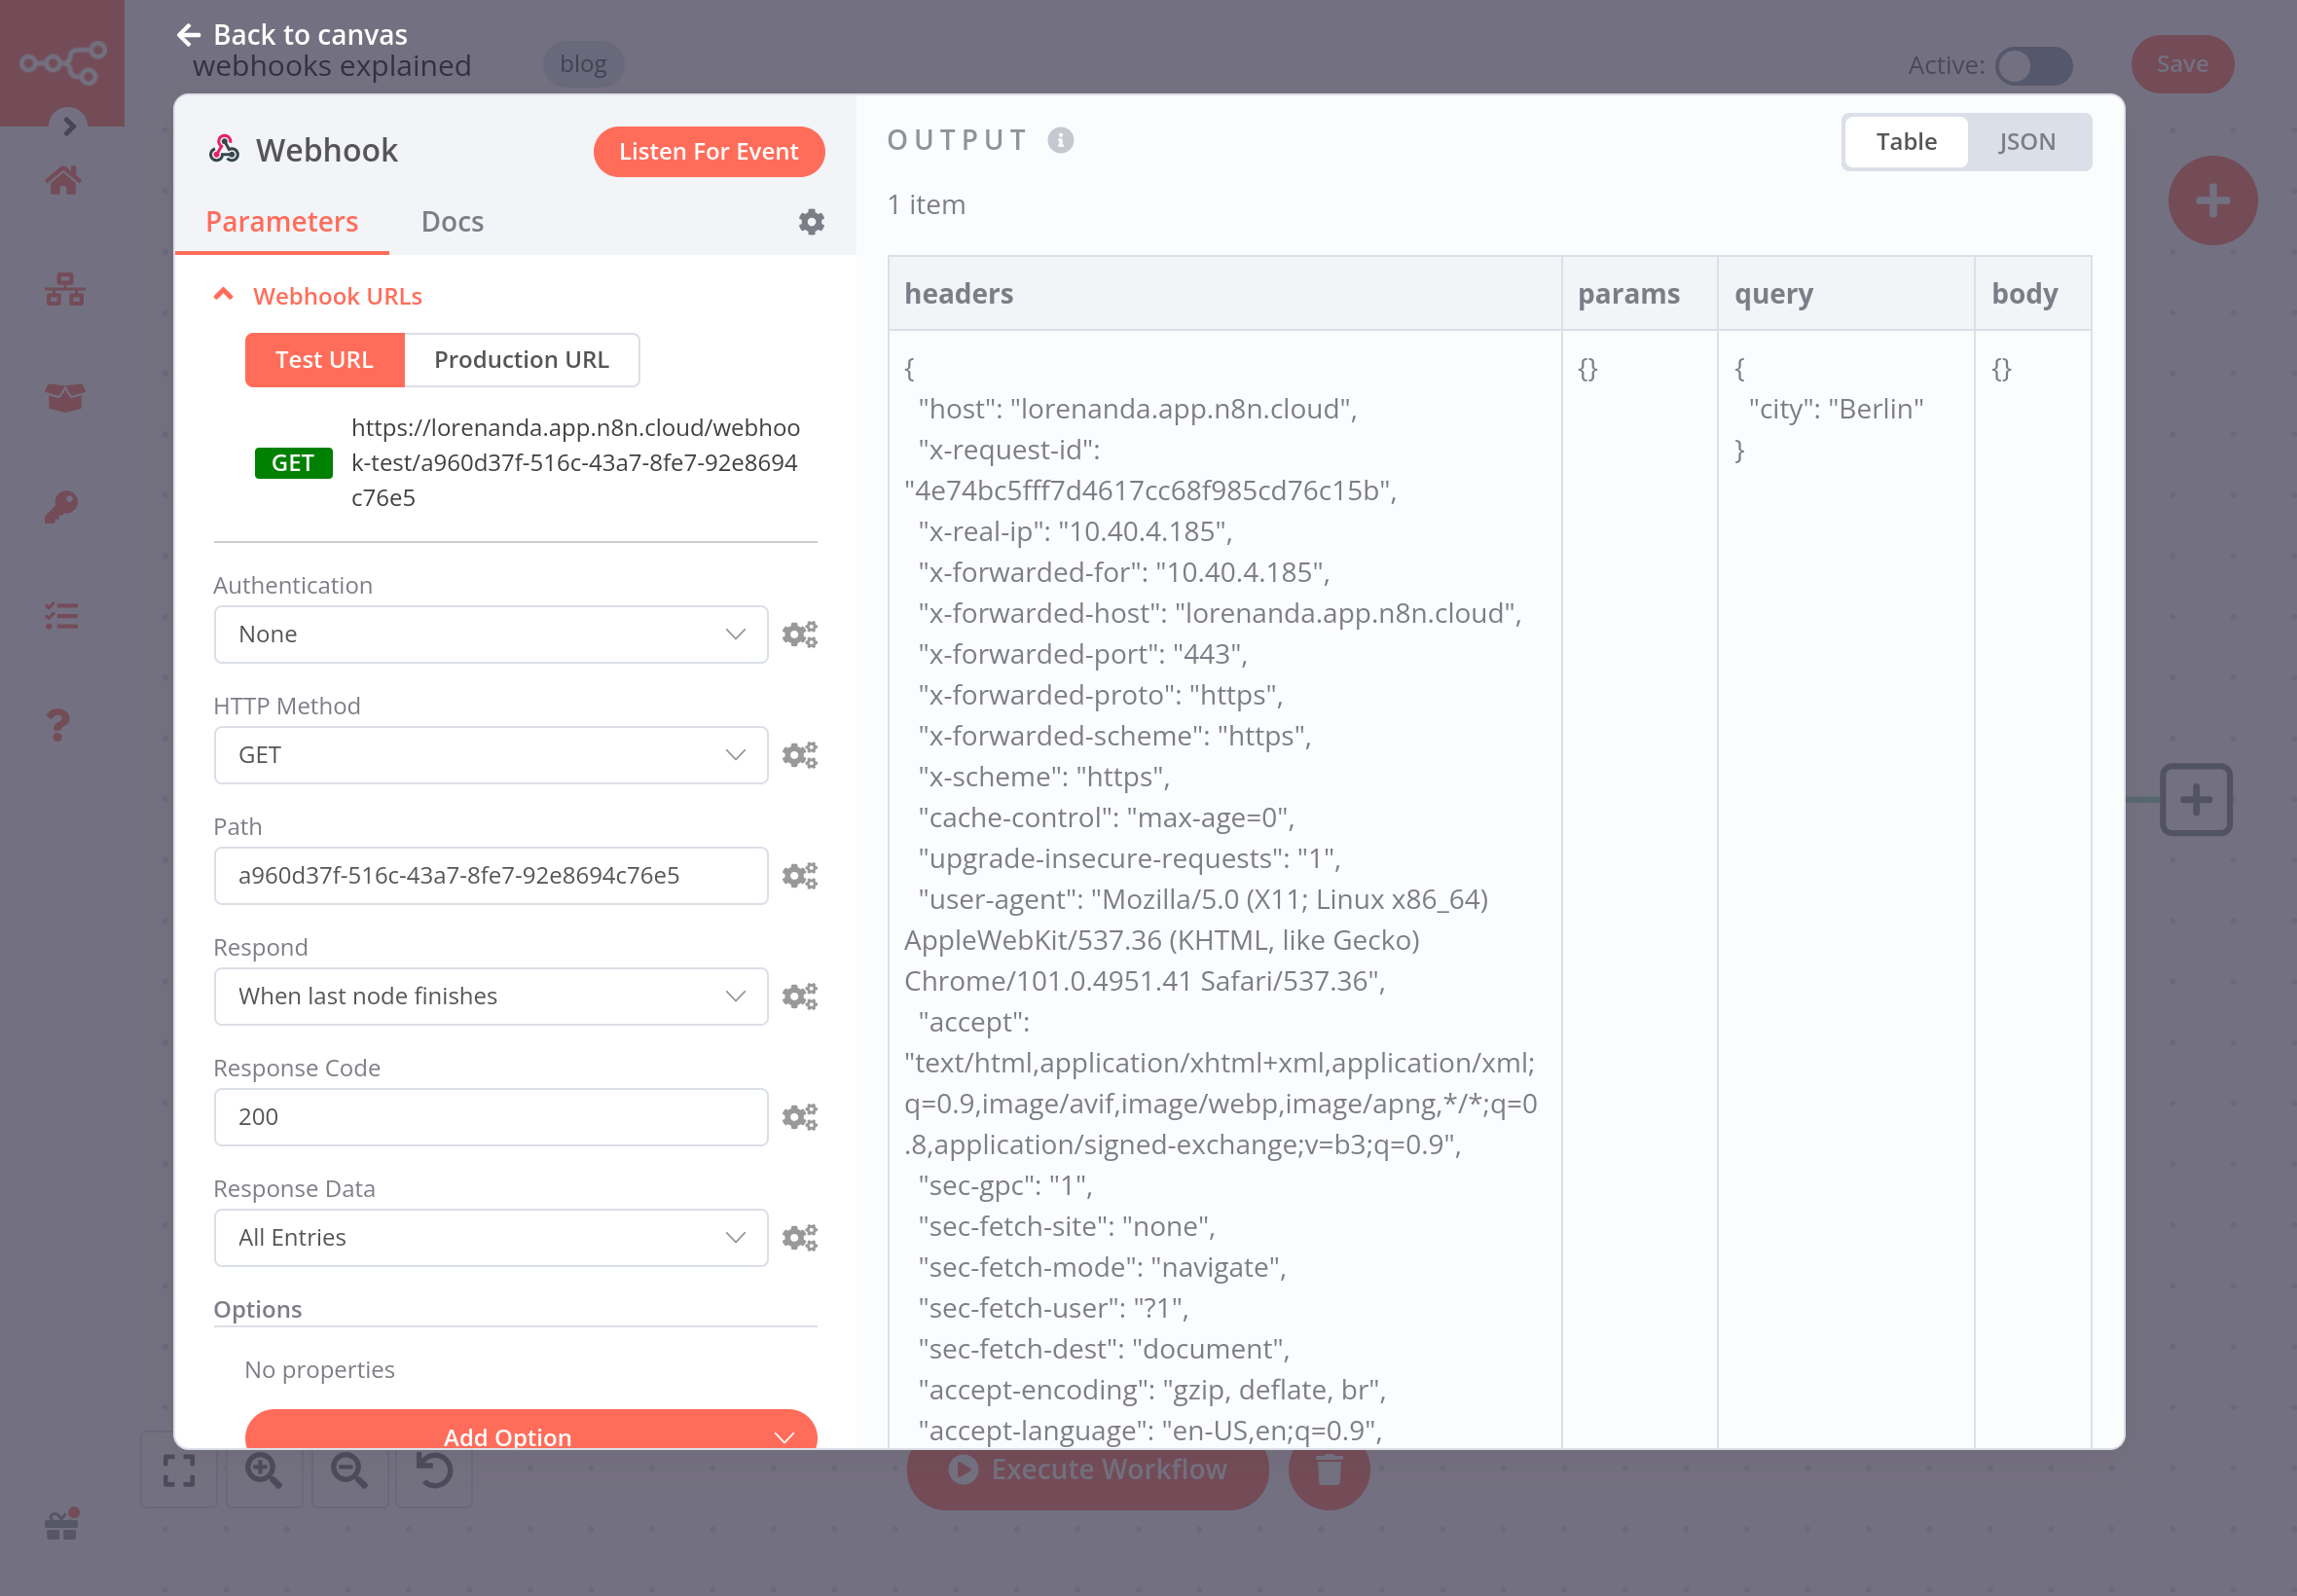 Back to canvas
webhooks explained
blog
Active:
Save
Webhook
Listen For Event
Parameters
Docs
Webhook URLs
Test URL
Production URL
GET
https://lorenanda.app.n8n.cloud/webhoo
k-test/a960d37f-516c-43a7-8fe7-92e8694
c76e5
Authentication
None
HTTP Method
GET
Path
a960d37f-516c-43a7-8fe7-92e8694c76e5
Respond
When last node finishes
Response Code
200
Response Data
All Entries
Options
No properties
Add Option
OUTPUT
Table
JSON
1 item
headers
params
query
body
{
"host": "lorenanda.app.n8n.cloud",
"x-request-id":
"4e74bc5fff7d4617cc68f985cd76c15b",
"x-real-ip": "10.40.4.185",
"x-forwarded-for": "10.40.4.185",
"x-forwarded-host": "lorenanda.app.n8n.cloud",
"x-forwarded-port": "443",
"x-forwarded-proto": "https",
"x-forwarded-scheme": "https",
"x-scheme": "https",
"cache-control": "max-age=0",
"upgrade-insecure-requests": "1",
"user-agent": "Mozilla/5.0 (X11; Linux x86_64)
AppleWebKit/537.36 (KHTML, like Gecko)
Chrome/101.0.4951.41 Safari/537.36",
"accept":
"text/html,application/xhtml+xml,application/xml;
q=0.9,image/avif,image/webp,image/apng,*/*;q=0
.8,application/signed-exchange;v=b3;q=0.9",
"sec-gpc": "1",
"sec-fetch-site": "none",
"sec-fetch-mode": "navigate",
"sec-fetch-user": "?1",
"sec-fetch-dest": "document",
"accept-encoding": "gzip, deflate, br",
"accept-language": "en-US,en;q=0.9",
{}
{
"city": "Berlin"
}
{}
Execute Workflow